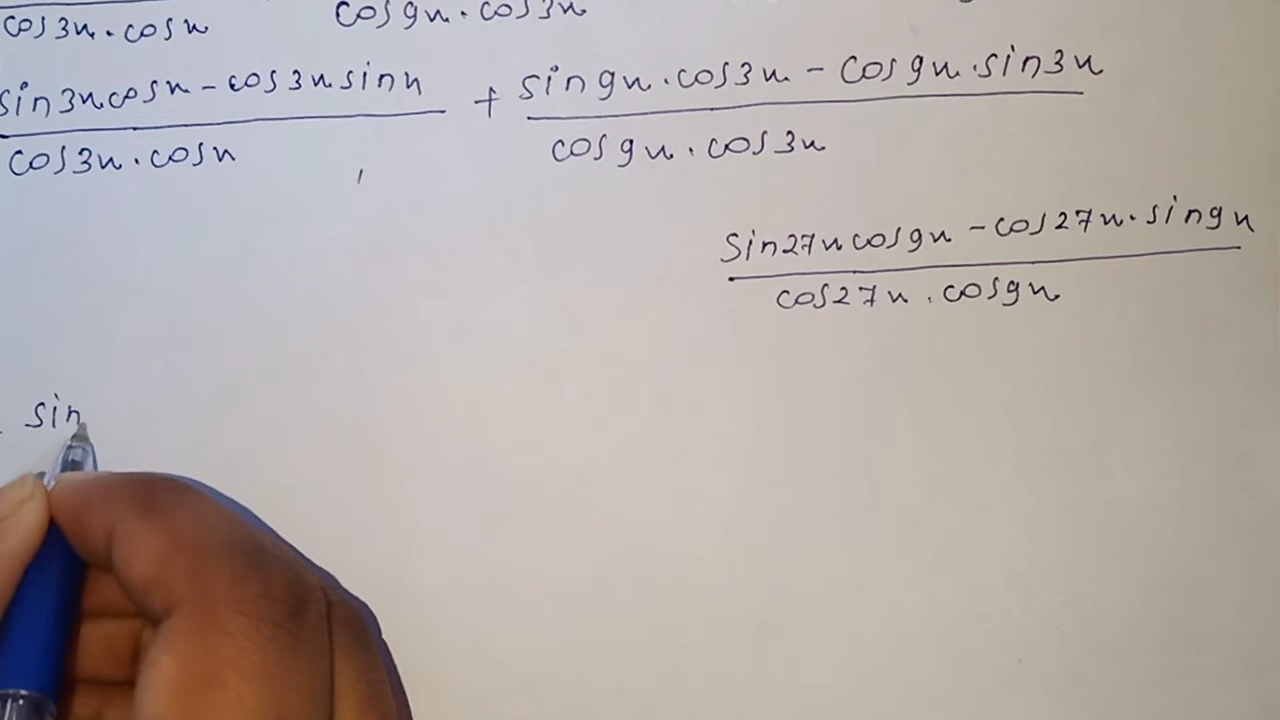 cos3x . cosx cos9x . cos3x
sin3x cosx - cos3x sinx + sin9x . cos3x - cos9x . sin3x
cos3x . cosx cos9x . cos3x
sin27x cos9x - cos27x . sin9x
cos27x . cos9x
sin